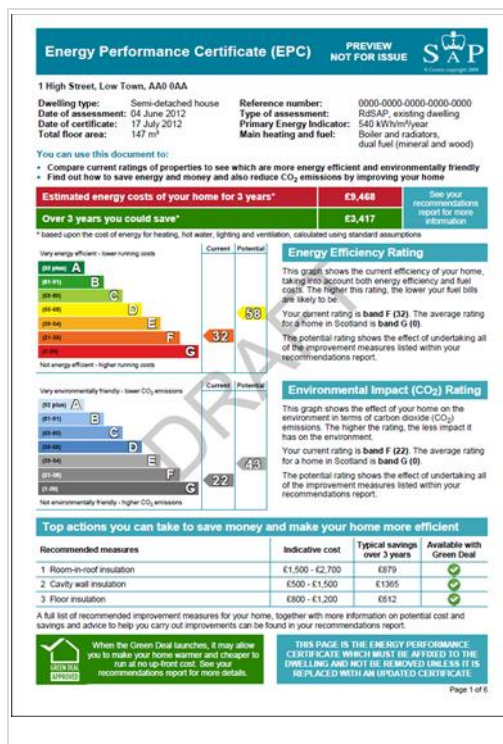 Energy Performance Certificate (EPC)
PREVIEW
NOT FOR ISSUE
SAP
© Crown copyright 2009
1 High Street, Low Town, AA0 0AA
Dwelling type: Semi-detached house
Date of assessment: 04 June 2012
Date of certificate: 17 July 2012
Total floor area: 147 m²
Reference number: 0000-0000-0000-0000-0000
Type of assessment: RdSAP, existing dwelling
Primary Energy Indicator: 540 kWh/m²/year
Main heating and fuel: Boiler and radiators,
dual fuel (mineral and wood)
You can use this document to:
• Compare current ratings of properties to see which are more energy efficient and environmentally friendly
• Find out how to save energy and money and also reduce CO₂ emissions by improving your home
Estimated energy costs of your home for 3 years* £9,468
Over 3 years you could save* £3,417
See your
recommendations
report for more
information
* based upon the cost of energy for heating, hot water, lighting and ventilation, calculated using standard assumptions
Very energy efficient - lower running costs
Current Potential
(92 plus) A
(81-91) B
(69-80) C
(55-68) D
(39-54) E
(21-38) F
(1-20) G
58
32
Not energy efficient - higher running costs
Energy Efficiency Rating
This graph shows the current efficiency of your home,
taking into account both energy efficiency and fuel
costs. The higher this rating, the lower your fuel bills
are likely to be.
Your current rating is band F (32). The average rating
for a home in Scotland is band G (0).
The potential rating shows the effect of undertaking all
of the improvement measures listed within your
recommendations report.
Very environmentally friendly - lower CO₂ emissions
Current Potential
(92 plus) A
(81-91) B
(69-80) C
(55-68) D
(39-54) E
(21-38) F
(1-20) G
43
22
Not environmentally friendly - higher CO₂ emissions
Environmental Impact (CO₂) Rating
This graph shows the effect of your home on the
environment in terms of carbon dioxide (CO₂)
emissions. The higher the rating, the less impact it
has on the environment.
Your current rating is band F (22). The average rating
for a home in Scotland is band G (0).
The potential rating shows the effect of undertaking all
of the improvement measures listed within your
recommendations report.
DRAFT
Top actions you can take to save money and make your home more efficient
Recommended measures Indicative cost Typical savings over 3 years Available with Green Deal
1 Room-in-roof insulation £1,500 - £2,700 £879
2 Cavity wall insulation £500 - £1,500 £1365
3 Floor insulation £800 - £1,200 £612
A full list of recommended improvement measures for your home, together with more information on potential cost and
savings and advice to help you carry out improvements can be found in your recommendations report.
GREEN DEAL
APPROVED
When the Green Deal launches, it may allow
you to make your home warmer and cheaper to
run at no up-front cost. See your
recommendations report for more details.
THIS PAGE IS THE ENERGY PERFORMANCE
CERTIFICATE WHICH MUST BE AFFIXED TO THE
DWELLING AND NOT BE REMOVED UNLESS IT IS
REPLACED WITH AN UPDATED CERTIFICATE
Page 1 of 6